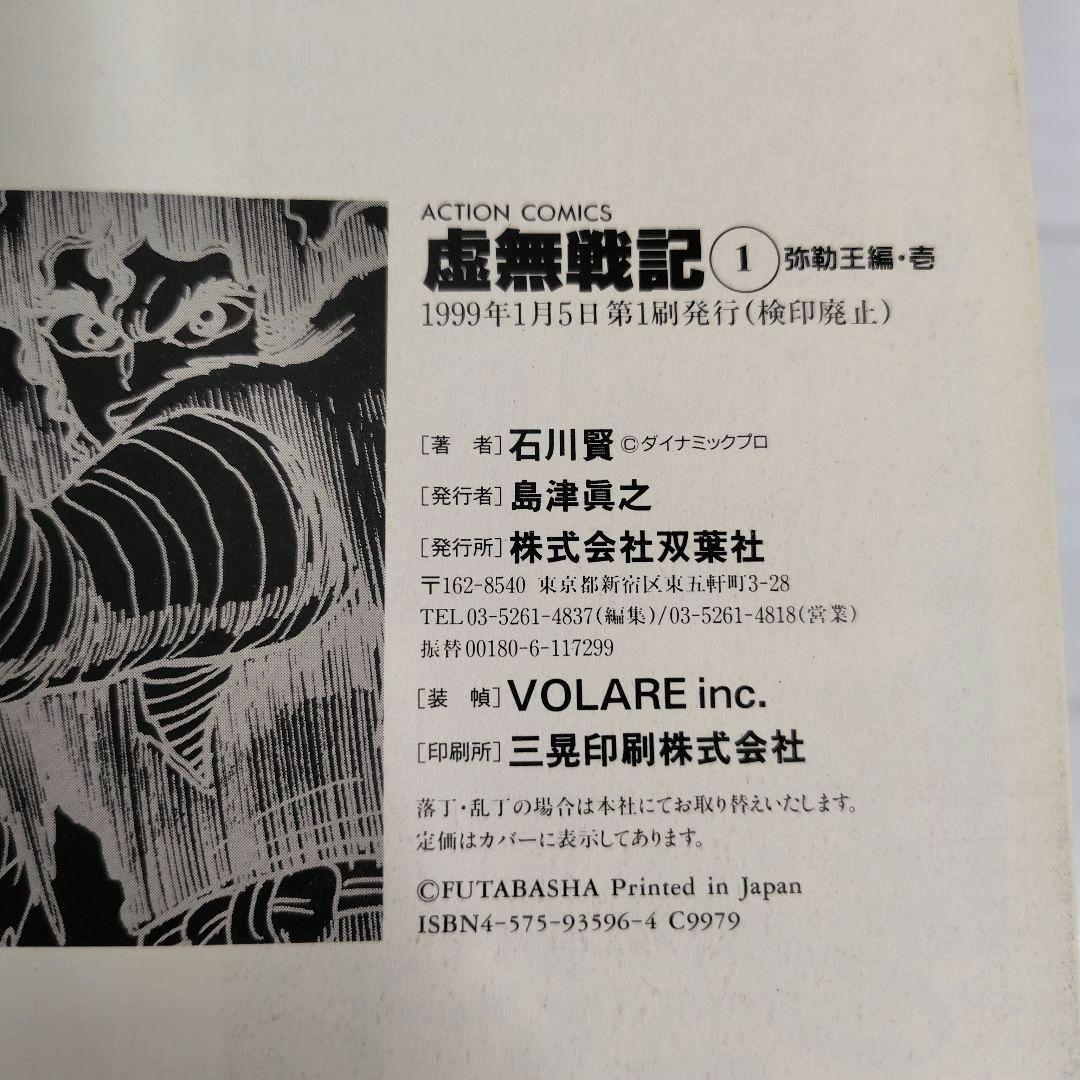 ACTION COMICS
虚無戦記① 弥勒王編・壱
1999年1月5日第1刷発行(検印廃止)
[著 者]石川賢©ダイナミックプロ
[発行者]島津眞之
[発行所]株式会社双葉社
〒162-8540 東京都新宿区東五軒町3-28
TEL03-5261-4837(編集)/03-5261-4818(営業)
振替00180-6-117299
[装 幀]VOLARE inc.
[印刷所]三晃印刷株式会社
落丁・乱丁の場合は本社にてお取り替えいたします。
定価はカバーに表示してあります。
©FUTABASHA Printed in Japan
ISBN4-575-93596-4 C9979